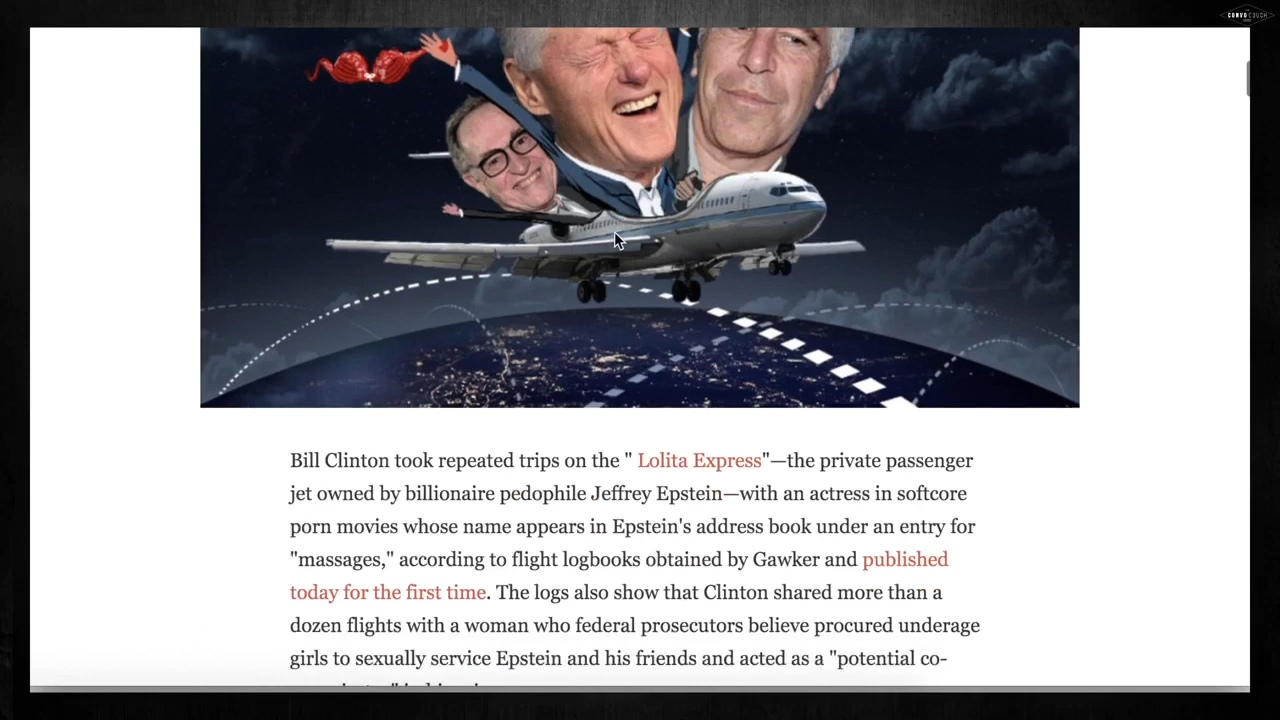 CONVO COUCH
Bill Clinton took repeated trips on the " Lolita Express"—the private passenger
jet owned by billionaire pedophile Jeffrey Epstein—with an actress in softcore
porn movies whose name appears in Epstein's address book under an entry for
"massages," according to flight logbooks obtained by Gawker and published
today for the first time. The logs also show that Clinton shared more than a
dozen flights with a woman who federal prosecutors believe procured underage
girls to sexually service Epstein and his friends and acted as a "potential co-